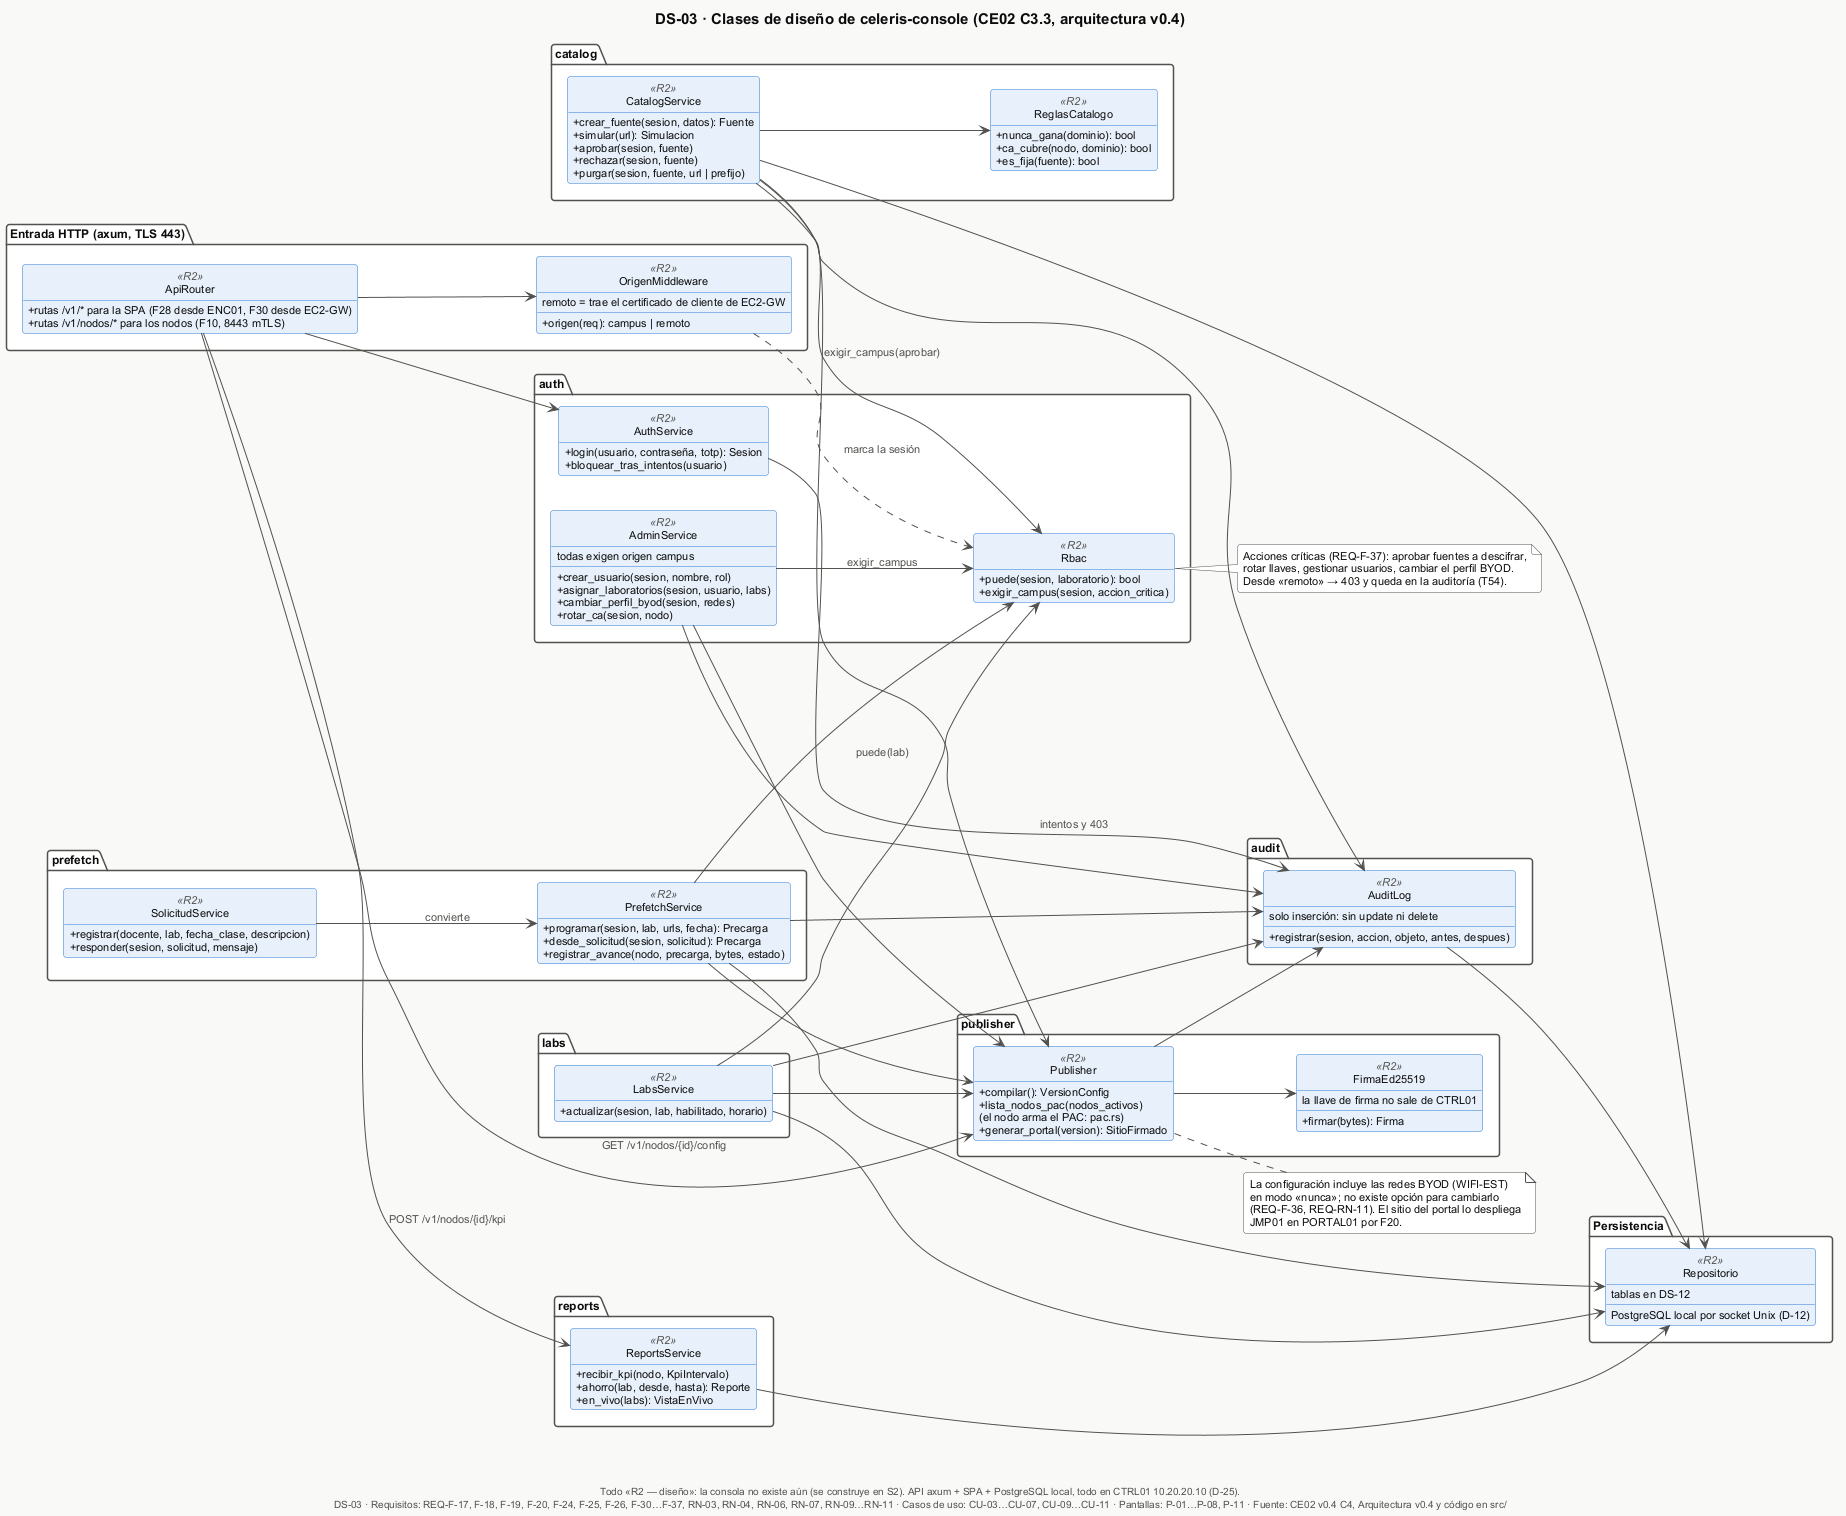 DS-03 · Clases de diseño de celeris-console (CE02 C3.3, arquitectura v0.4)
catalog
«R2»
CatalogService
+crear_fuente(sesion, datos): Fuente
+simular(url): Simulacion
+aprobar(sesion, fuente)
+rechazar(sesion, fuente)
+purgar(sesion, fuente, url | prefijo)
«R2»
ReglasCatalogo
+nunca_gana(dominio): bool
+ca_cubre(nodo, dominio): bool
+es_fija(fuente): bool
Entrada HTTP (axum, TLS 443)
«R2»
ApiRouter
+rutas /v1/* para la SPA (F28 desde ENC01, F30 desde EC2-GW)
+rutas /v1/nodos/* para los nodos (F10, 8443 mTLS)
«R2»
OrigenMiddleware
remoto = trae el certificado de cliente de EC2-GW
+origen(req): campus | remoto
exigir_campus(aprobar)
auth
«R2»
AuthService
+login(usuario, contraseña, totp): Sesion
+bloquear_tras_intentos(usuario)
marca la sesión
«R2»
AdminService
todas exigen origen campus
+crear_usuario(sesion, nombre, rol)
+asignar_laboratorios(sesion, usuario, labs)
+cambiar_perfil_byod(sesion, redes)
+rotar_ca(sesion, nodo)
exigir_campus
«R2»
Rbac
+puede(sesion, laboratorio): bool
+exigir_campus(sesion, accion_critica)
Acciones críticas (REQ-F-37): aprobar fuentes a descifrar,
rotar llaves, gestionar usuarios, cambiar el perfil BYOD.
Desde «remoto» → 403 y queda en la auditoría (T54).
puede(lab)
intentos y 403
prefetch
«R2»
SolicitudService
+registrar(docente, lab, fecha_clase, descripcion)
+responder(sesion, solicitud, mensaje)
convierte
«R2»
PrefetchService
+programar(sesion, lab, urls, fecha): Precarga
+desde_solicitud(sesion, solicitud): Precarga
+registrar_avance(nodo, precarga, bytes, estado)
audit
«R2»
AuditLog
solo inserción: sin update ni delete
+registrar(sesion, accion, objeto, antes, despues)
labs
«R2»
LabsService
+actualizar(sesion, lab, habilitado, horario)
GET /v1/nodos/{id}/config
publisher
«R2»
Publisher
+compilar(): VersionConfig
+lista_nodos_pac(nodos_activos)
(el nodo arma el PAC: pac.rs)
+generar_portal(version): SitioFirmado
«R2»
FirmaEd25519
la llave de firma no sale de CTRL01
+firmar(bytes): Firma
La configuración incluye las redes BYOD (WIFI-EST)
en modo «nunca»; no existe opción para cambiarlo
(REQ-F-36, REQ-RN-11). El sitio del portal lo despliega
JMP01 en PORTAL01 por F20.
POST /v1/nodos/{id}/kpi
Persistencia
«R2»
Repositorio
tablas en DS-12
PostgreSQL local por socket Unix (D-12)
reports
«R2»
ReportsService
+recibir_kpi(nodo, KpiIntervalo)
+ahorro(lab, desde, hasta): Reporte
+en_vivo(labs): VistaEnVivo
Todo «R2 — diseño»: la consola no existe aún (se construye en S2). API axum + SPA + PostgreSQL local, todo en CTRL01 10.20.20.10 (D-25).
DS-03 · Requisitos: REQ-F-17, F-18, F-19, F-20, F-24, F-25, F-26, F-30…F-37, RN-03, RN-04, RN-06, RN-07, RN-09…RN-11 · Casos de uso: CU-03…CU-07, CU-09…CU-11 · Pantallas: P-01…P-08, P-11 · Fuente: CE02 v0.4 C4, Arquitectura v0.4 y código en src/